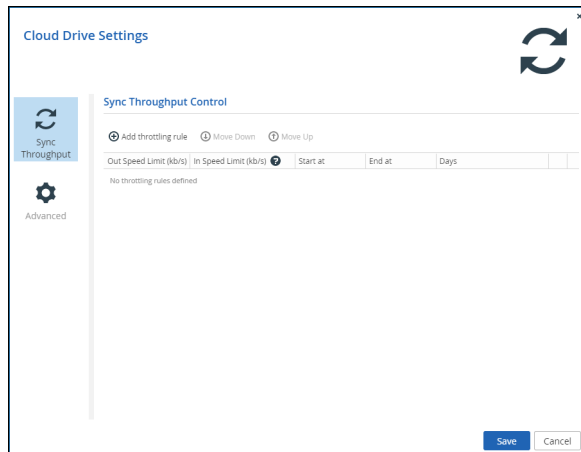 Cloud Drive Settings
Sync Throughput Control
Sync
Throughput
Add throttling rule Move Down Move Up
Out Speed Limit (kb/s) In Speed Limit (kb/s) ? Start at End at Days
No throttling rules defined
Advanced
Save Cancel